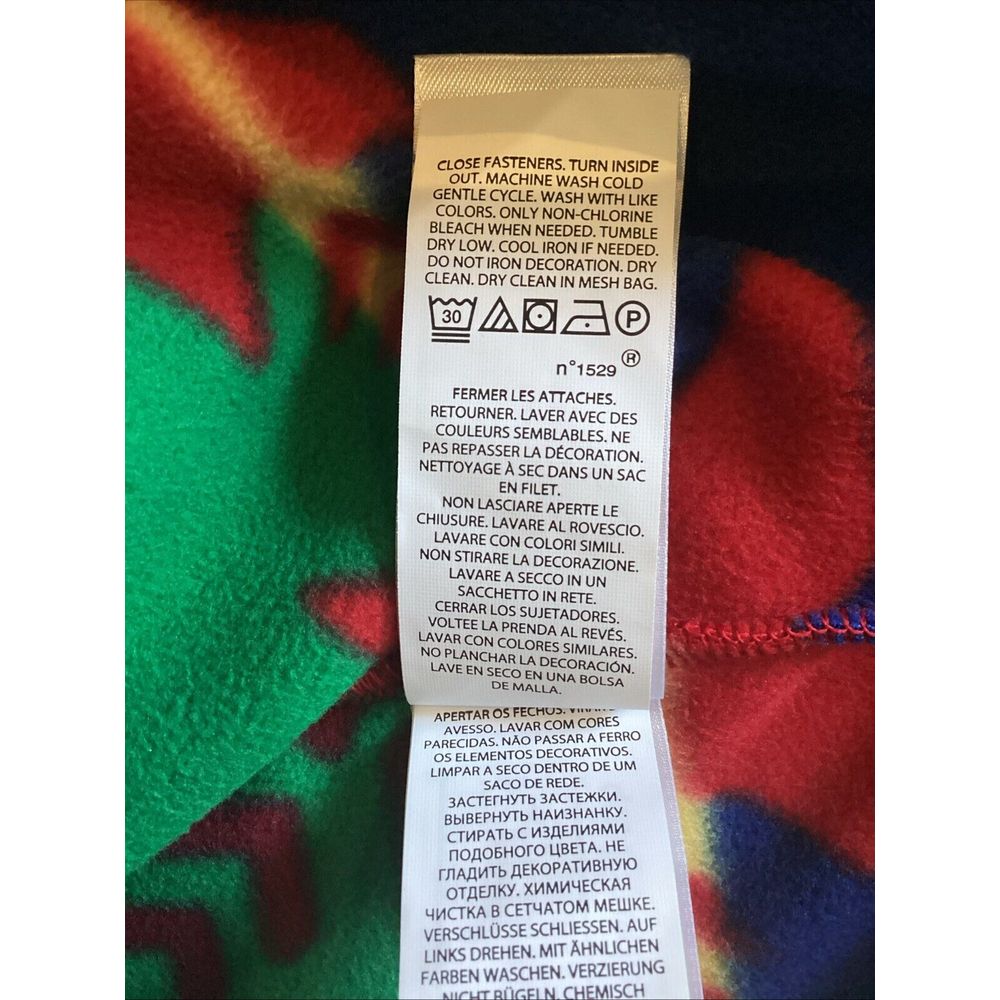 CLOSE FASTENERS. TURN INSIDE
OUT. MACHINE WASH COLD
GENTLE CYCLE. WASH WITH LIKE
COLORS. ONLY NON-CHLORINE
BLEACH WHEN NEEDED. TUMBLE
DRY LOW. COOL IRON IF NEEDED.
DO NOT IRON DECORATION. DRY
CLEAN. DRY CLEAN IN MESH BAG.
30 P
n°1529 ®
FERMER LES ATTACHES.
RETOURNER. LAVER AVEC DES
COULEURS SEMBLABLES. NE
PAS REPASSER LA DÉCORATION.
NETTOYAGE À SEC DANS UN SAC
EN FILET.
NON LASCIARE APERTE LE
CHIUSURE. LAVARE AL ROVESCIO.
LAVARE CON COLORI SIMILI.
NON STIRARE LA DECORAZIONE.
LAVARE A SECCO IN UN
SACCHETTO IN RETE.
CERRAR LOS SUJETADORES.
VOLTEE LA PRENDA AL REVÉS.
LAVAR CON COLORES SIMILARES.
NO PLANCHAR LA DECORACIÓN.
LAVE EN SECO EN UNA BOLSA
DE MALLA.
APERTAR OS FECHOS.
AVESSO. LAVAR COM CORES
PARECIDAS. NÃO PASSAR A FERRO
OS ELEMENTOS DECORATIVOS.
LIMPAR A SECO DENTRO DE UM
SACO DE REDE.
ЗАСТЕГНУТЬ ЗАСТЕЖКИ.
ВЫВЕРНУТЬ НАИЗНАНКУ.
СТИРАТЬ С ИЗДЕЛИЯМИ
ПОДОБНОГО ЦВЕТА. НЕ
ГЛАДИТЬ ДЕКОРАТИВНУЮ
ОТДЕЛКУ. ХИМИЧЕСКАЯ
ЧИСТКА В СЕТЧАТОМ МЕШКЕ.
VERSCHLÜSSE SCHLIESSEN. AUF
LINKS DREHEN. MIT ÄHNLICHEN
FARBEN WASCHEN. VERZIERUNG
NICHT BÜGELN. CHEMISCH